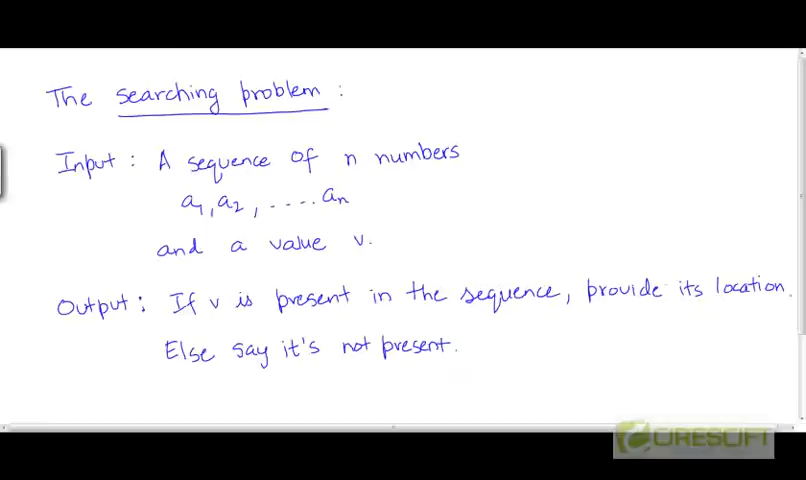 The searching problem :
Input : A sequence of n numbers
a1, a2, ..... an
and a value v.
Output : If v is present in the sequence, provide its location.
Else say it's not present.